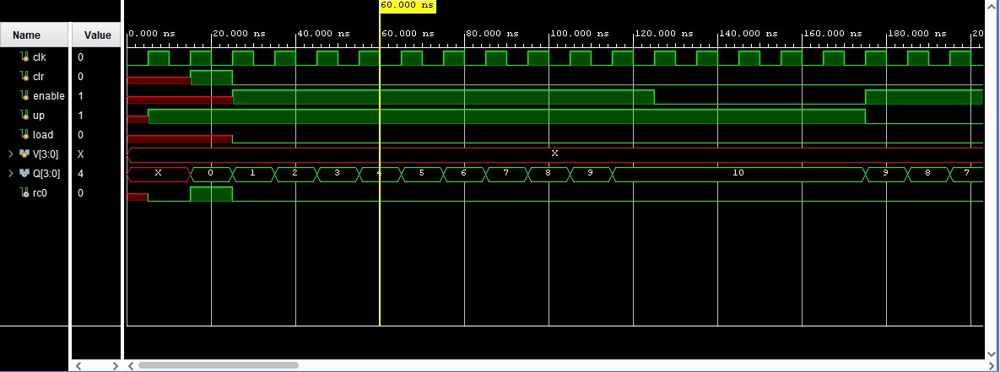 60.000 ns
Name Value
0.000 ns 20.000 ns 40.000 ns 60.000 ns 80.000 ns 100.000 ns 120.000 ns 140.000 ns 160.000 ns 180.000 ns 20
clk 0
clr 0
enable 1
up 1
load 0
V[3:0] X X
Q[3:0] 4 X 0 1 2 3 4 5 6 7 8 9 10 9 8 7
rc0 0